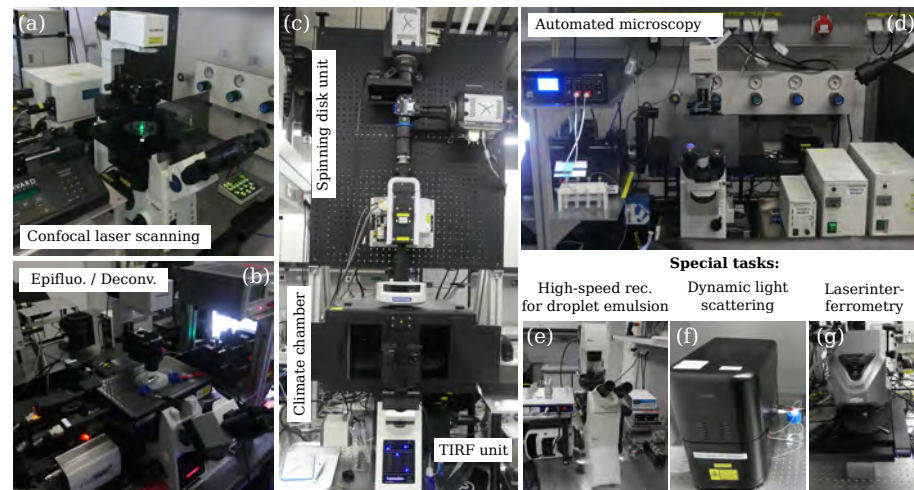 (a)
Confocal laser scanning
(b)
Epifluo. / Deconv.
(c)
Spinning disk unit
Climate chamber
TIRF unit
Automated microscopy
(d)
Special tasks:
High-speed rec.
for droplet emulsion
Dynamic light
scattering
Laserinter-
ferrometry
(e)
(f)
(g)